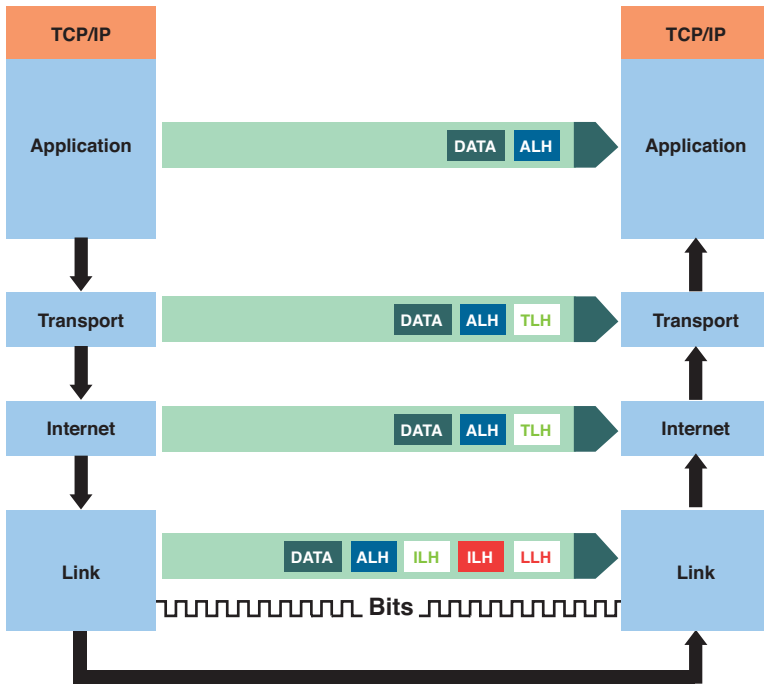 TCP/IP TCP/IP
Application DATA ALH Application
Transport DATA ALH TLH Transport
Internet DATA ALH TLH Internet
Link DATA ALH ILH ILH LLH Link
Bits